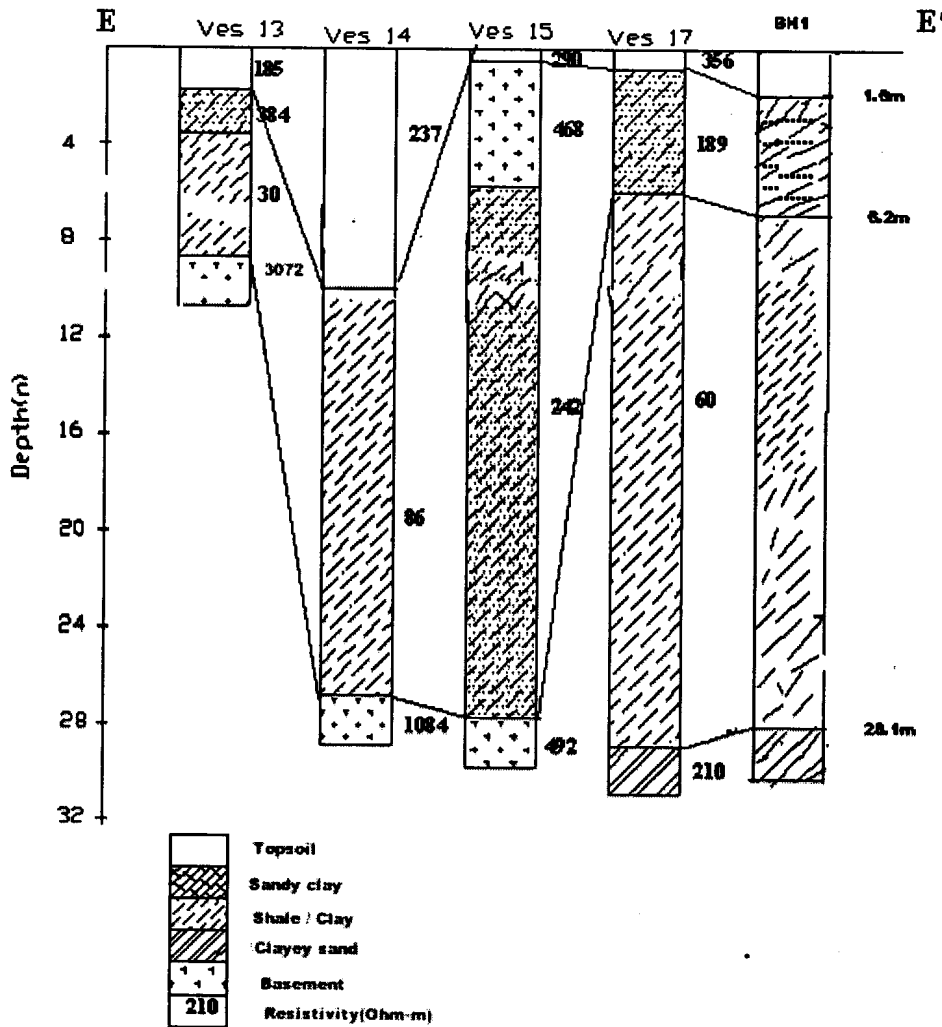 E
Ves 13
Ves 14
Ves 15
Ves 17
BH1
E'
185
384
30
3072
237
86
1084
290
468
242
492
356
189
60
210
1.6m
6.2m
28.1m
Depth(n)
4
8
12
16
20
24
28
32
Topsoil
Sandy clay
Shale / Clay
Clayey sand
Basement
210 Resistivity(Ohm-m)